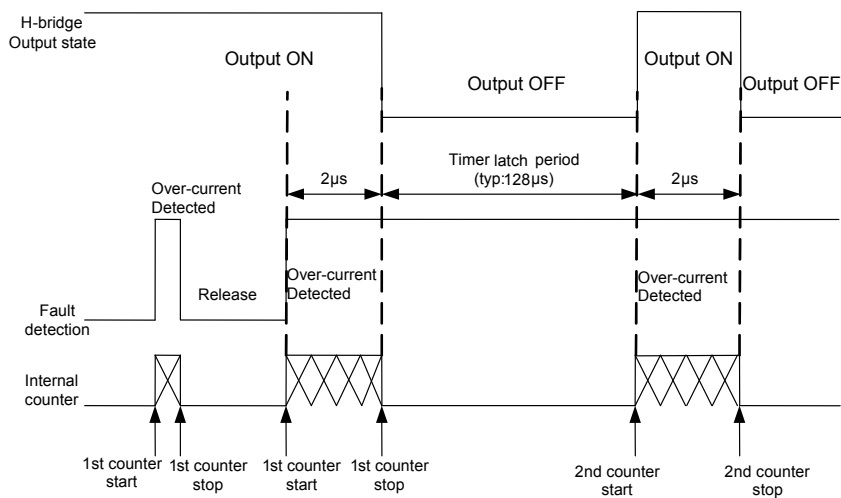 H-bridge
Output state
Output ON
Output OFF
Output ON
Output OFF
2µs
Timer latch period
(typ:128µs)
2µs
Over-current
Detected
Release
Over-current
Detected
Over-current
Detected
Fault
detection
Internal
counter
1st counter
start
1st counter
stop
1st counter
start
1st counter
stop
2nd counter
start
2nd counter
stop